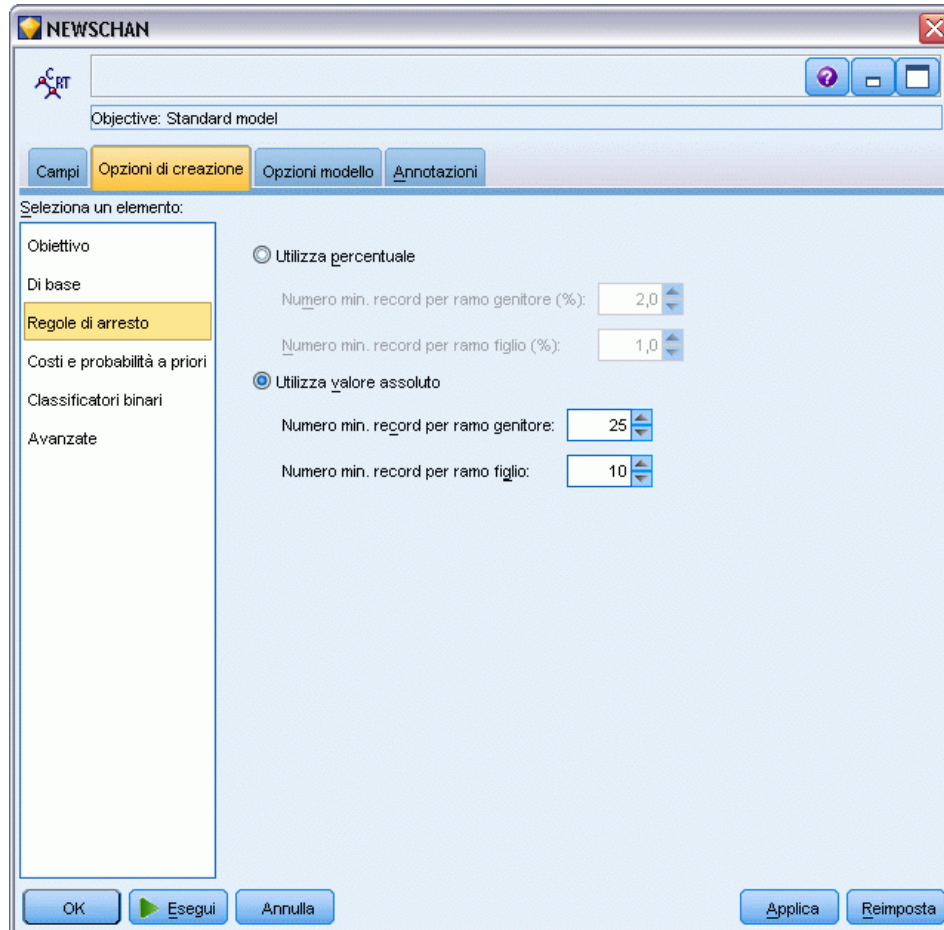 NEWSCHAN
C RT
Objective: Standard model
Campi
Opzioni di creazione
Opzioni modello
Annotazioni
Seleziona un elemento:
Obiettivo
Di base
Regole di arresto
Costi e probabilità a priori
Classificatori binari
Avanzate
Utilizza percentuale
Numero min. record per ramo genitore (%): 2,0
Numero min. record per ramo figlio (%): 1,0
Utilizza valore assoluto
Numero min. record per ramo genitore: 25
Numero min. record per ramo figlio: 10
OK
Esegui
Annulla
Applica
Reimposta